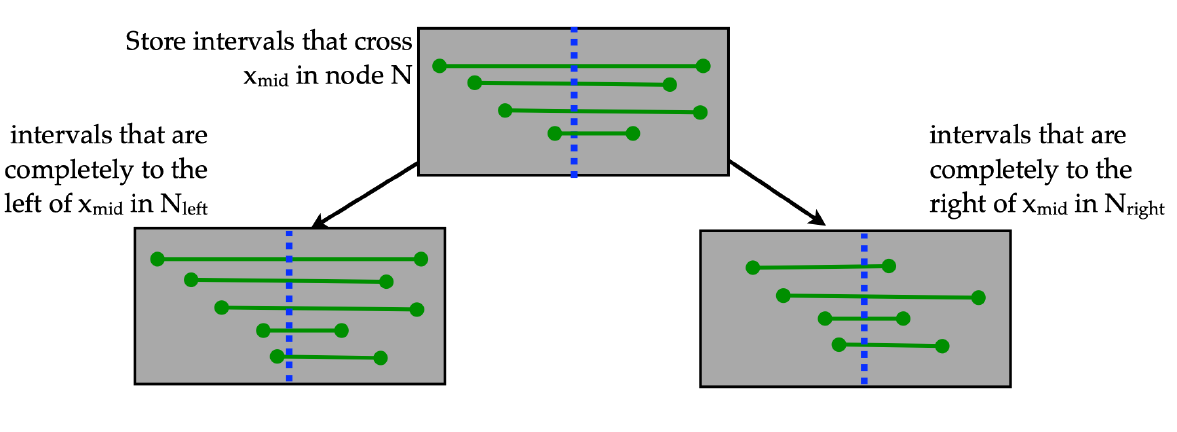 Store intervals that cross
xmid in node N
intervals that are
completely to the
left of xmid in Nleft
intervals that are
completely to the
right of xmid in Nright